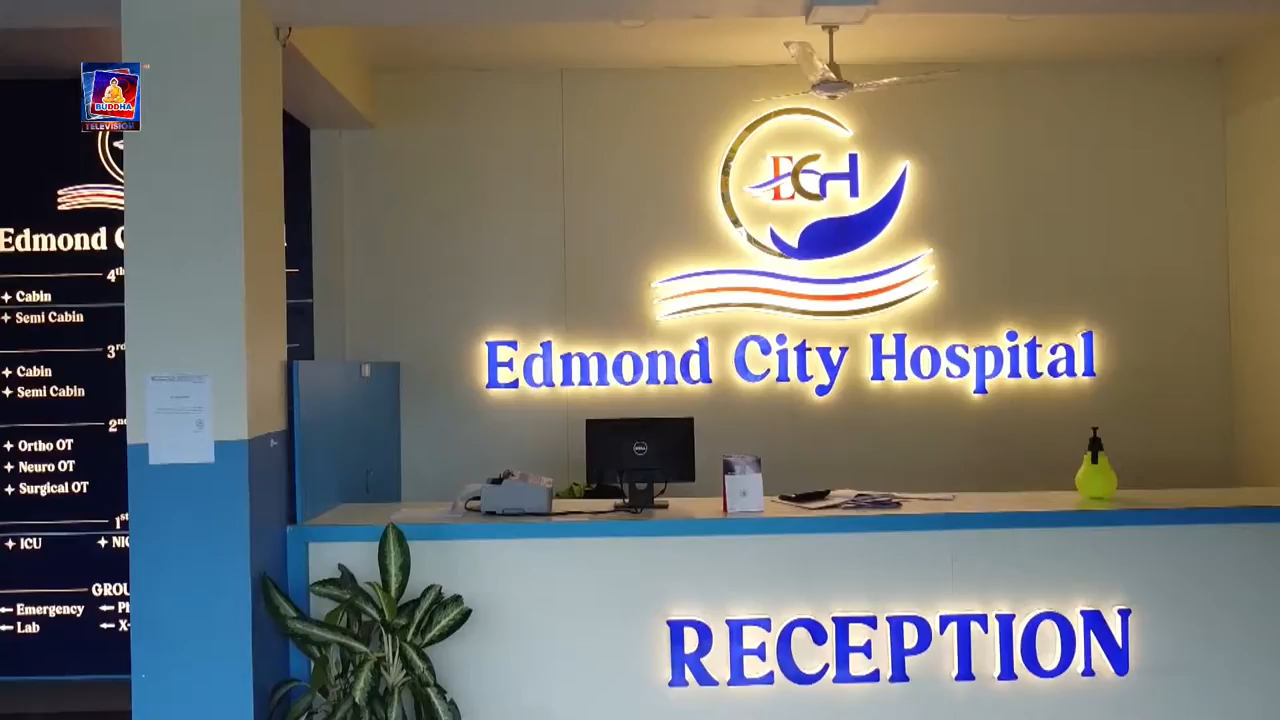 BUDDHA
TELEVISION
ECH
Edmond City Hospital
RECEPTION
DELL
Edmond
4th
Cabin
Semi Cabin
3rd
Cabin
Semi Cabin
2nd
Ortho OT
Neuro OT
Surgical OT
1st
ICU
Emergency
Lab